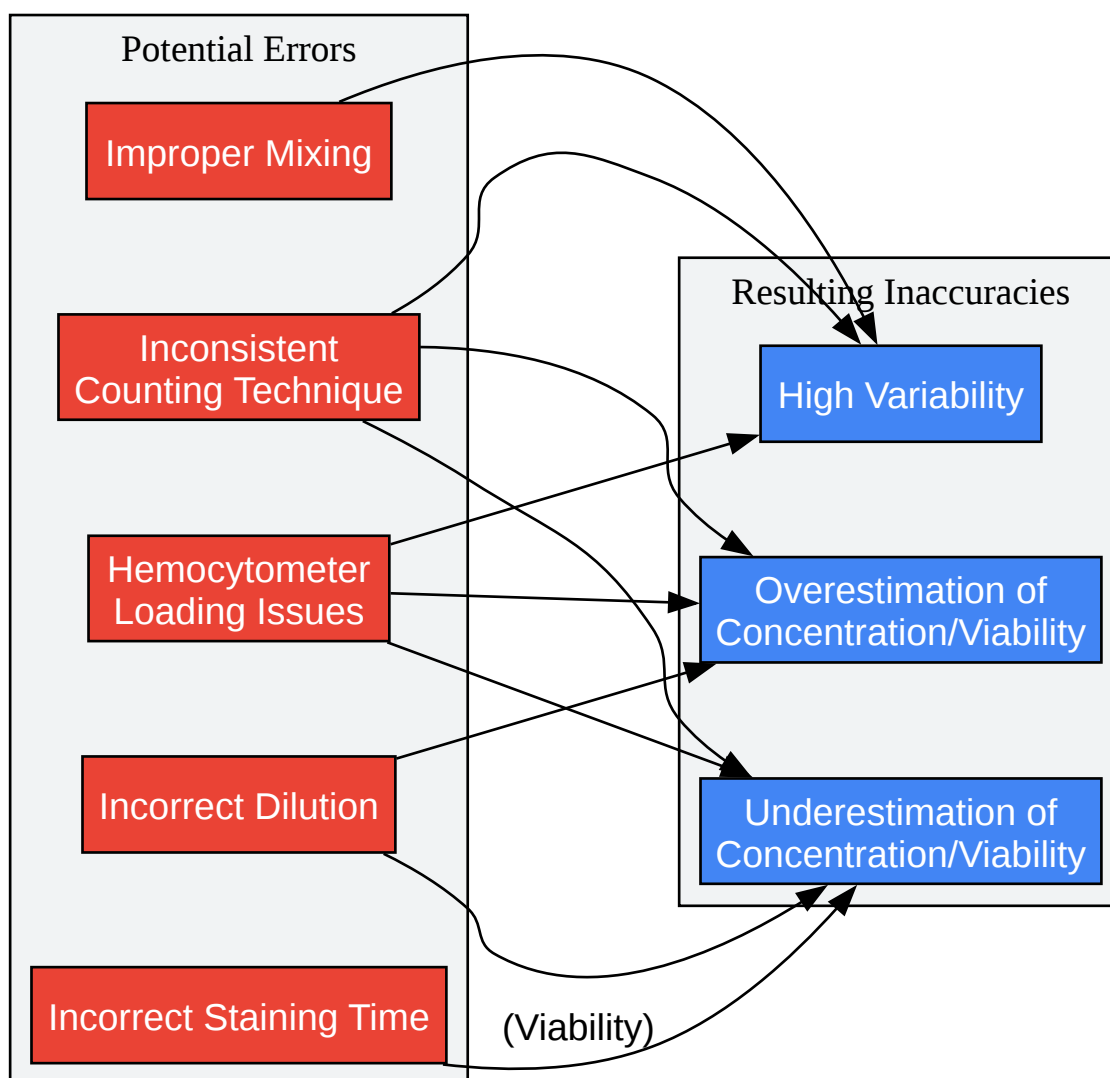 Potential Errors
Improper Mixing
Inconsistent
Counting Technique
Hemocytometer
Loading Issues
Incorrect Dilution
Incorrect Staining Time
(Viability)
Resulting Inaccuracies
High Variability
Overestimation of
Concentration/Viability
Underestimation of
Concentration/Viability